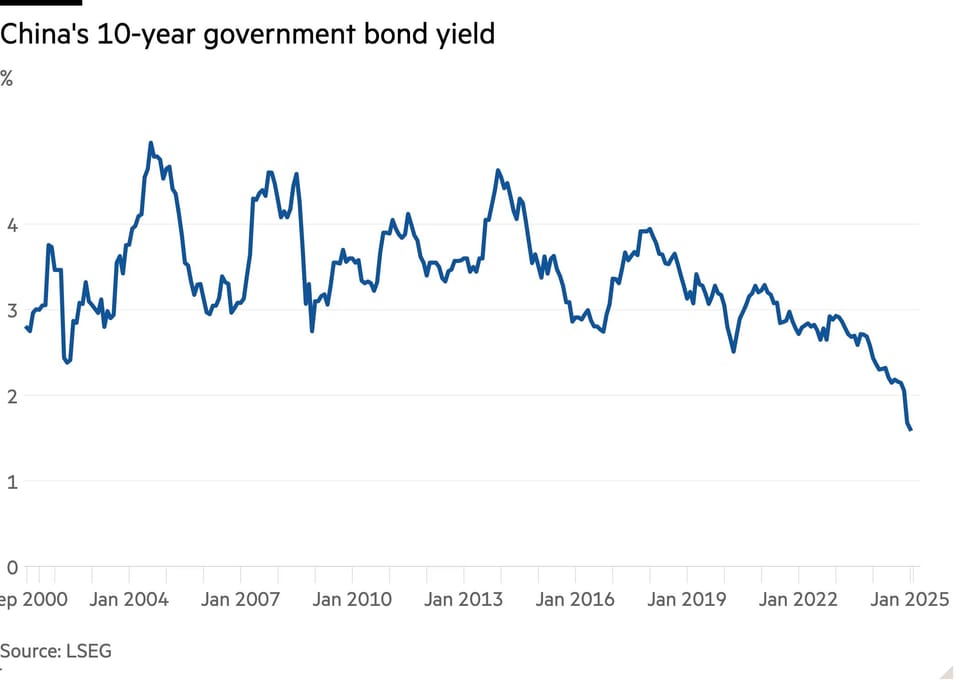 China's 10-year government bond yield
%
4
3
2
1
0
ep 2000 Jan 2004 Jan 2007 Jan 2010 Jan 2013 Jan 2016 Jan 2019 Jan 2022 Jan 2025
Source: LSEG